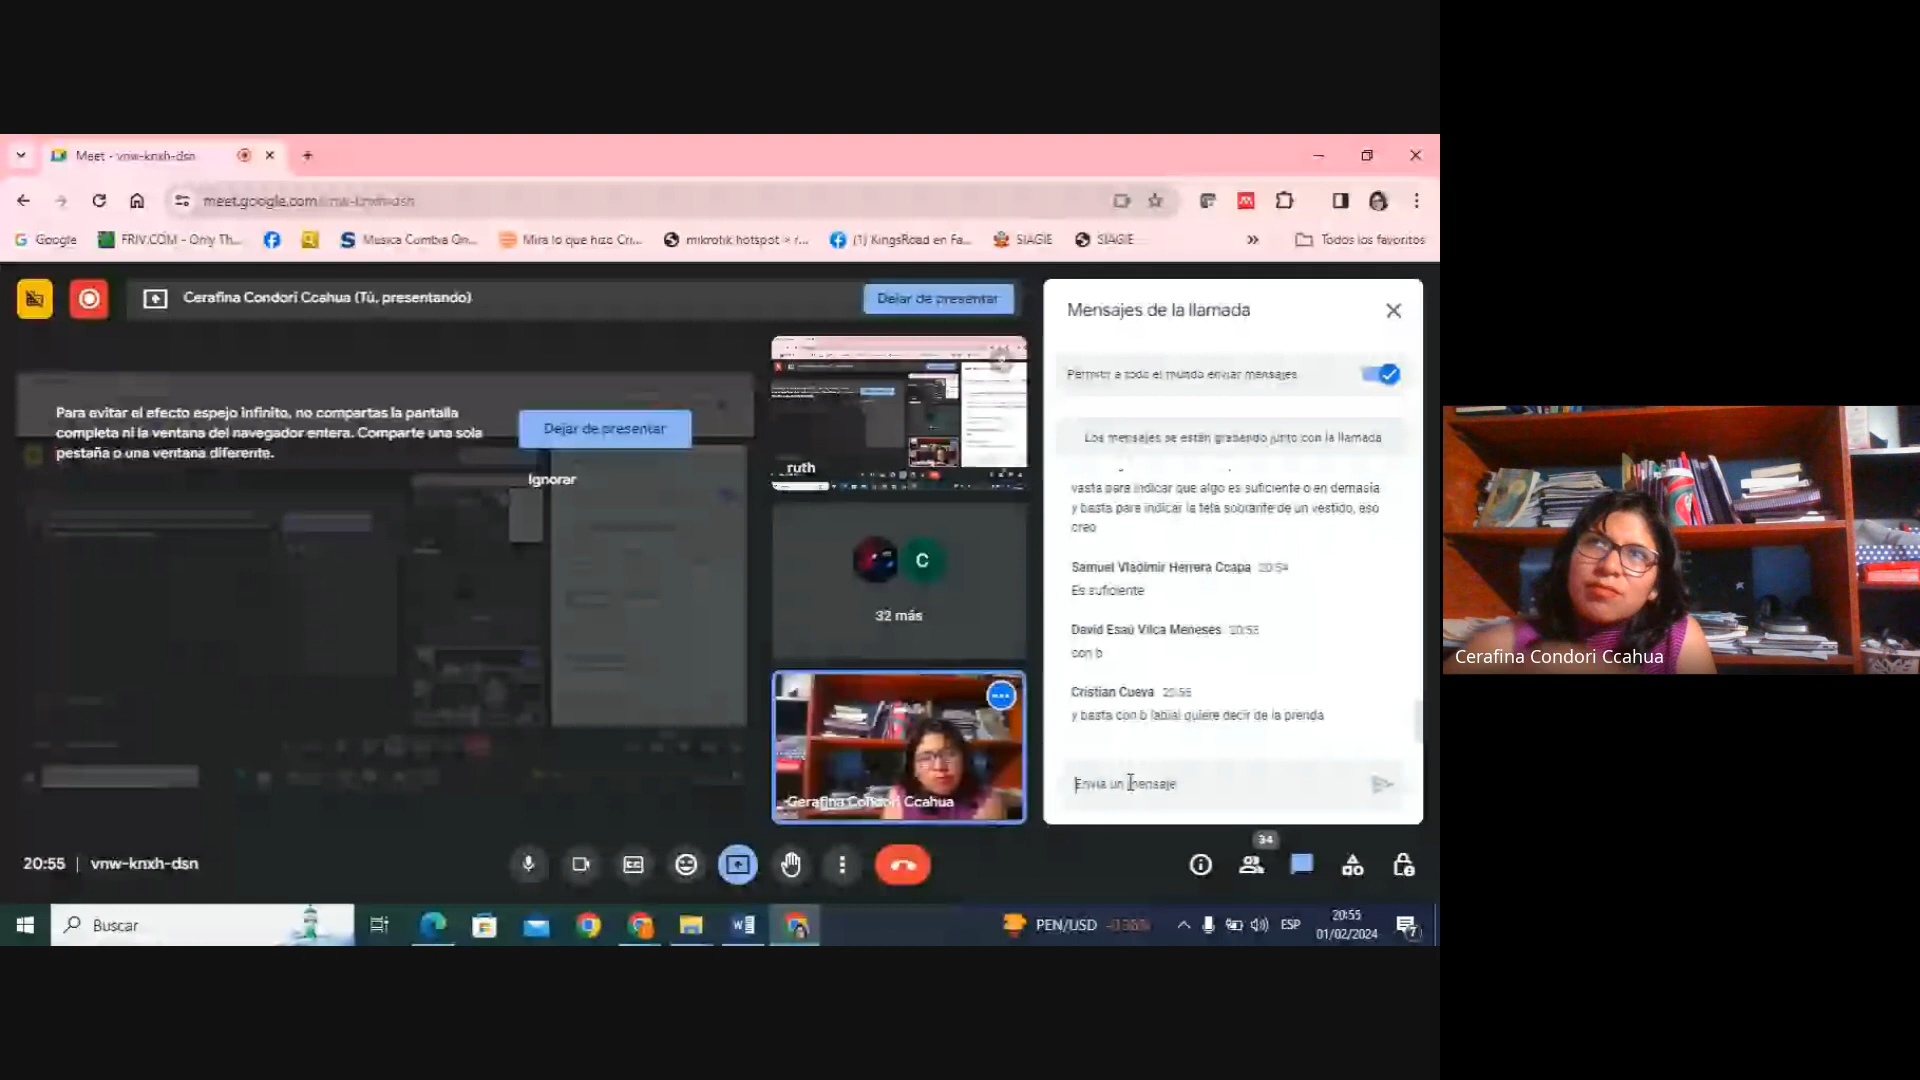 Meet - vnw-knxh-dsn
meet.google.com/vnw-knxh-dsn
Google
FRIV.COM - Only Th...
Musica Cumbia On...
Mira lo que hizo Cri...
mikrotik hotspot > r...
(1) KingsRoad en Fa...
SIAGIE
SIAGIE
»
Todos los favoritos
Cerafina Condori Ccahua (Tú, presentando)
Dejar de presentar
Para evitar el efecto espejo infinito, no compartas la pantalla
completa ni la ventana del navegador entera. Comparte una sola
pestaña o una ventana diferente.
Dejar de presentar
Ignorar
ruth
C
32 más
Cerafina Condori Ccahua
Mensajes de la llamada
Permitir a todo el mundo enviar mensajes
Los mensajes se están grabando junto con la llamada
vasta para indicar que algo es suficiente o en demasía
y basta para indicar la tela sobrante de un vestido, eso
creo
Samuel Vladimir Herrera Ccapa 20:54
Es suficiente
David Esaú Vilca Meneses
con b
Cristian Cueva 20:55
y basta con b labial quiere decir de la prenda
Envía un mensaje
20:55 | vnw-knxh-dsn
34
Buscar
PEN/USD
ESP
20:55
01/02/2024
7
Cerafina Condori Ccahua